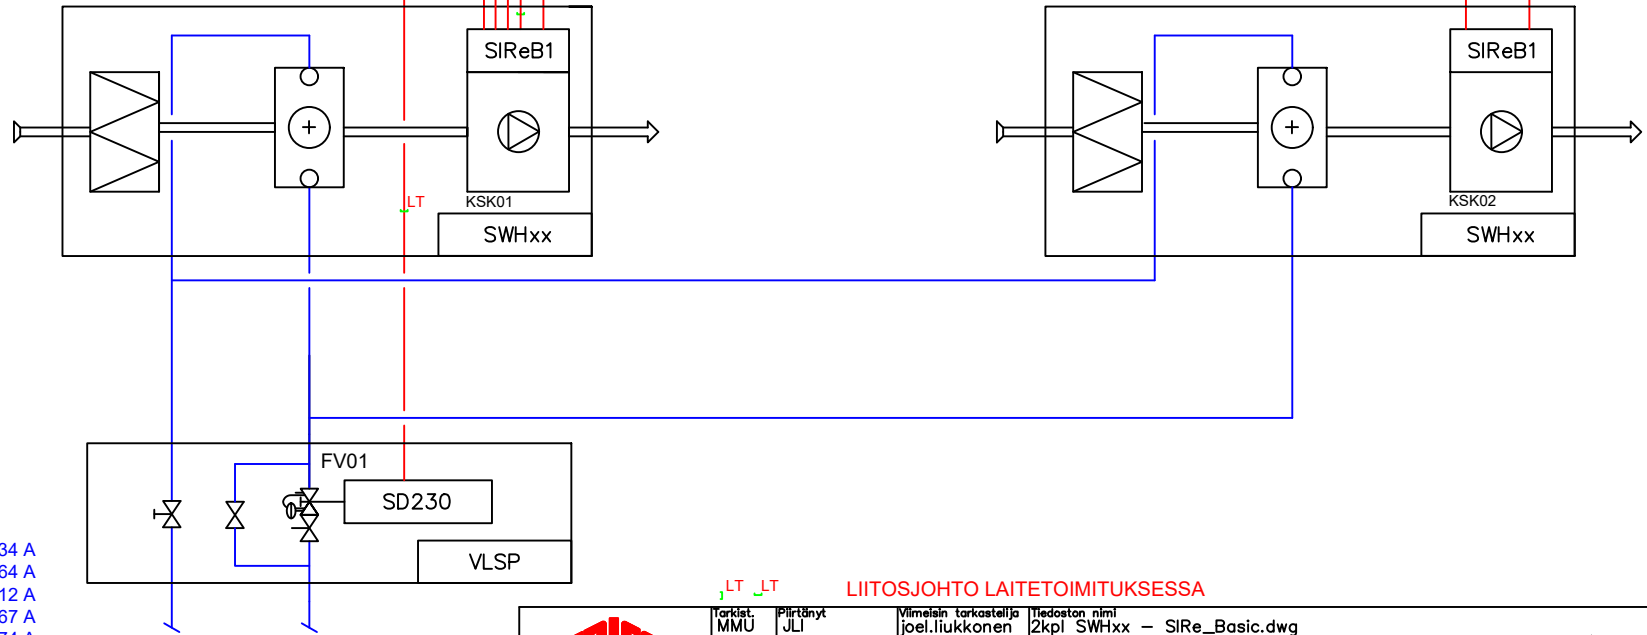 SIReB1
SIReB1
LT
KSK01
KSK02
SWHxx
SWHxx
FV01
SD230
VLSP
34 A
64 A
12 A
67 A
LT LT LIITOSJOHTO LAITETOIMITUKSESSA
Tarkist. Piirtänyt Viimeisin tarkastelija Tiedoston nimi
MMU JLI joel.liukkonen 2kpl SWHxx – SIRe_Basic.dwg